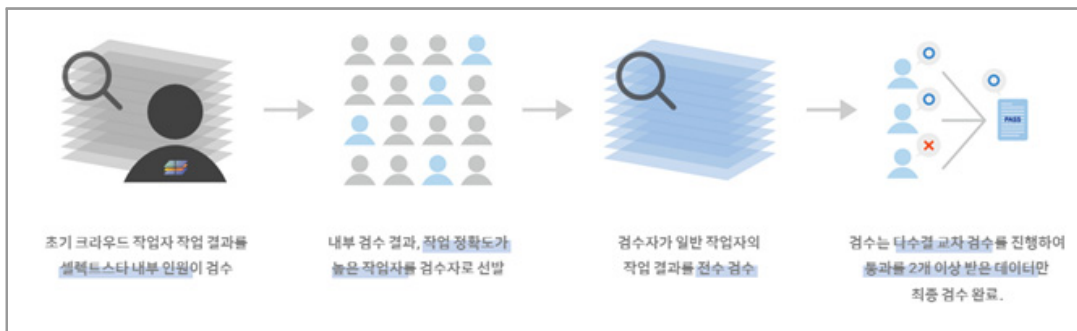 초기 크라우드 작업자 작업 결과를
셀렉트스타 내부 인원이 검수
내부 검수 결과, 작업 정확도가
높은 작업자를 검수자로 선발
검수자가 일반 작업자의
작업 결과를 전수 검수
PASS
검수는 다수결 교차 검수를 진행하여
통과를 2개 이상 받은 데이터만
최종 검수 완료.